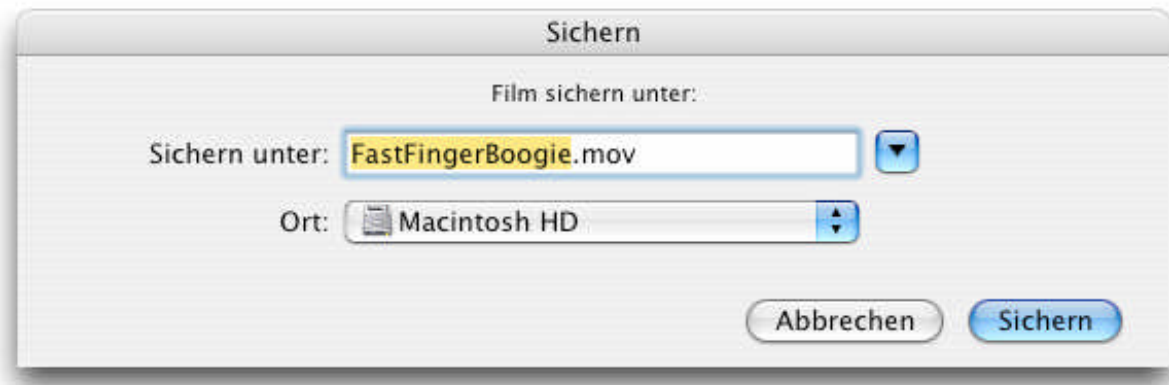 Sichern
Film sichern unter:
Sichern unter: FastFingerBoogie.mov
Ort: Macintosh HD
Abbrechen Sichern